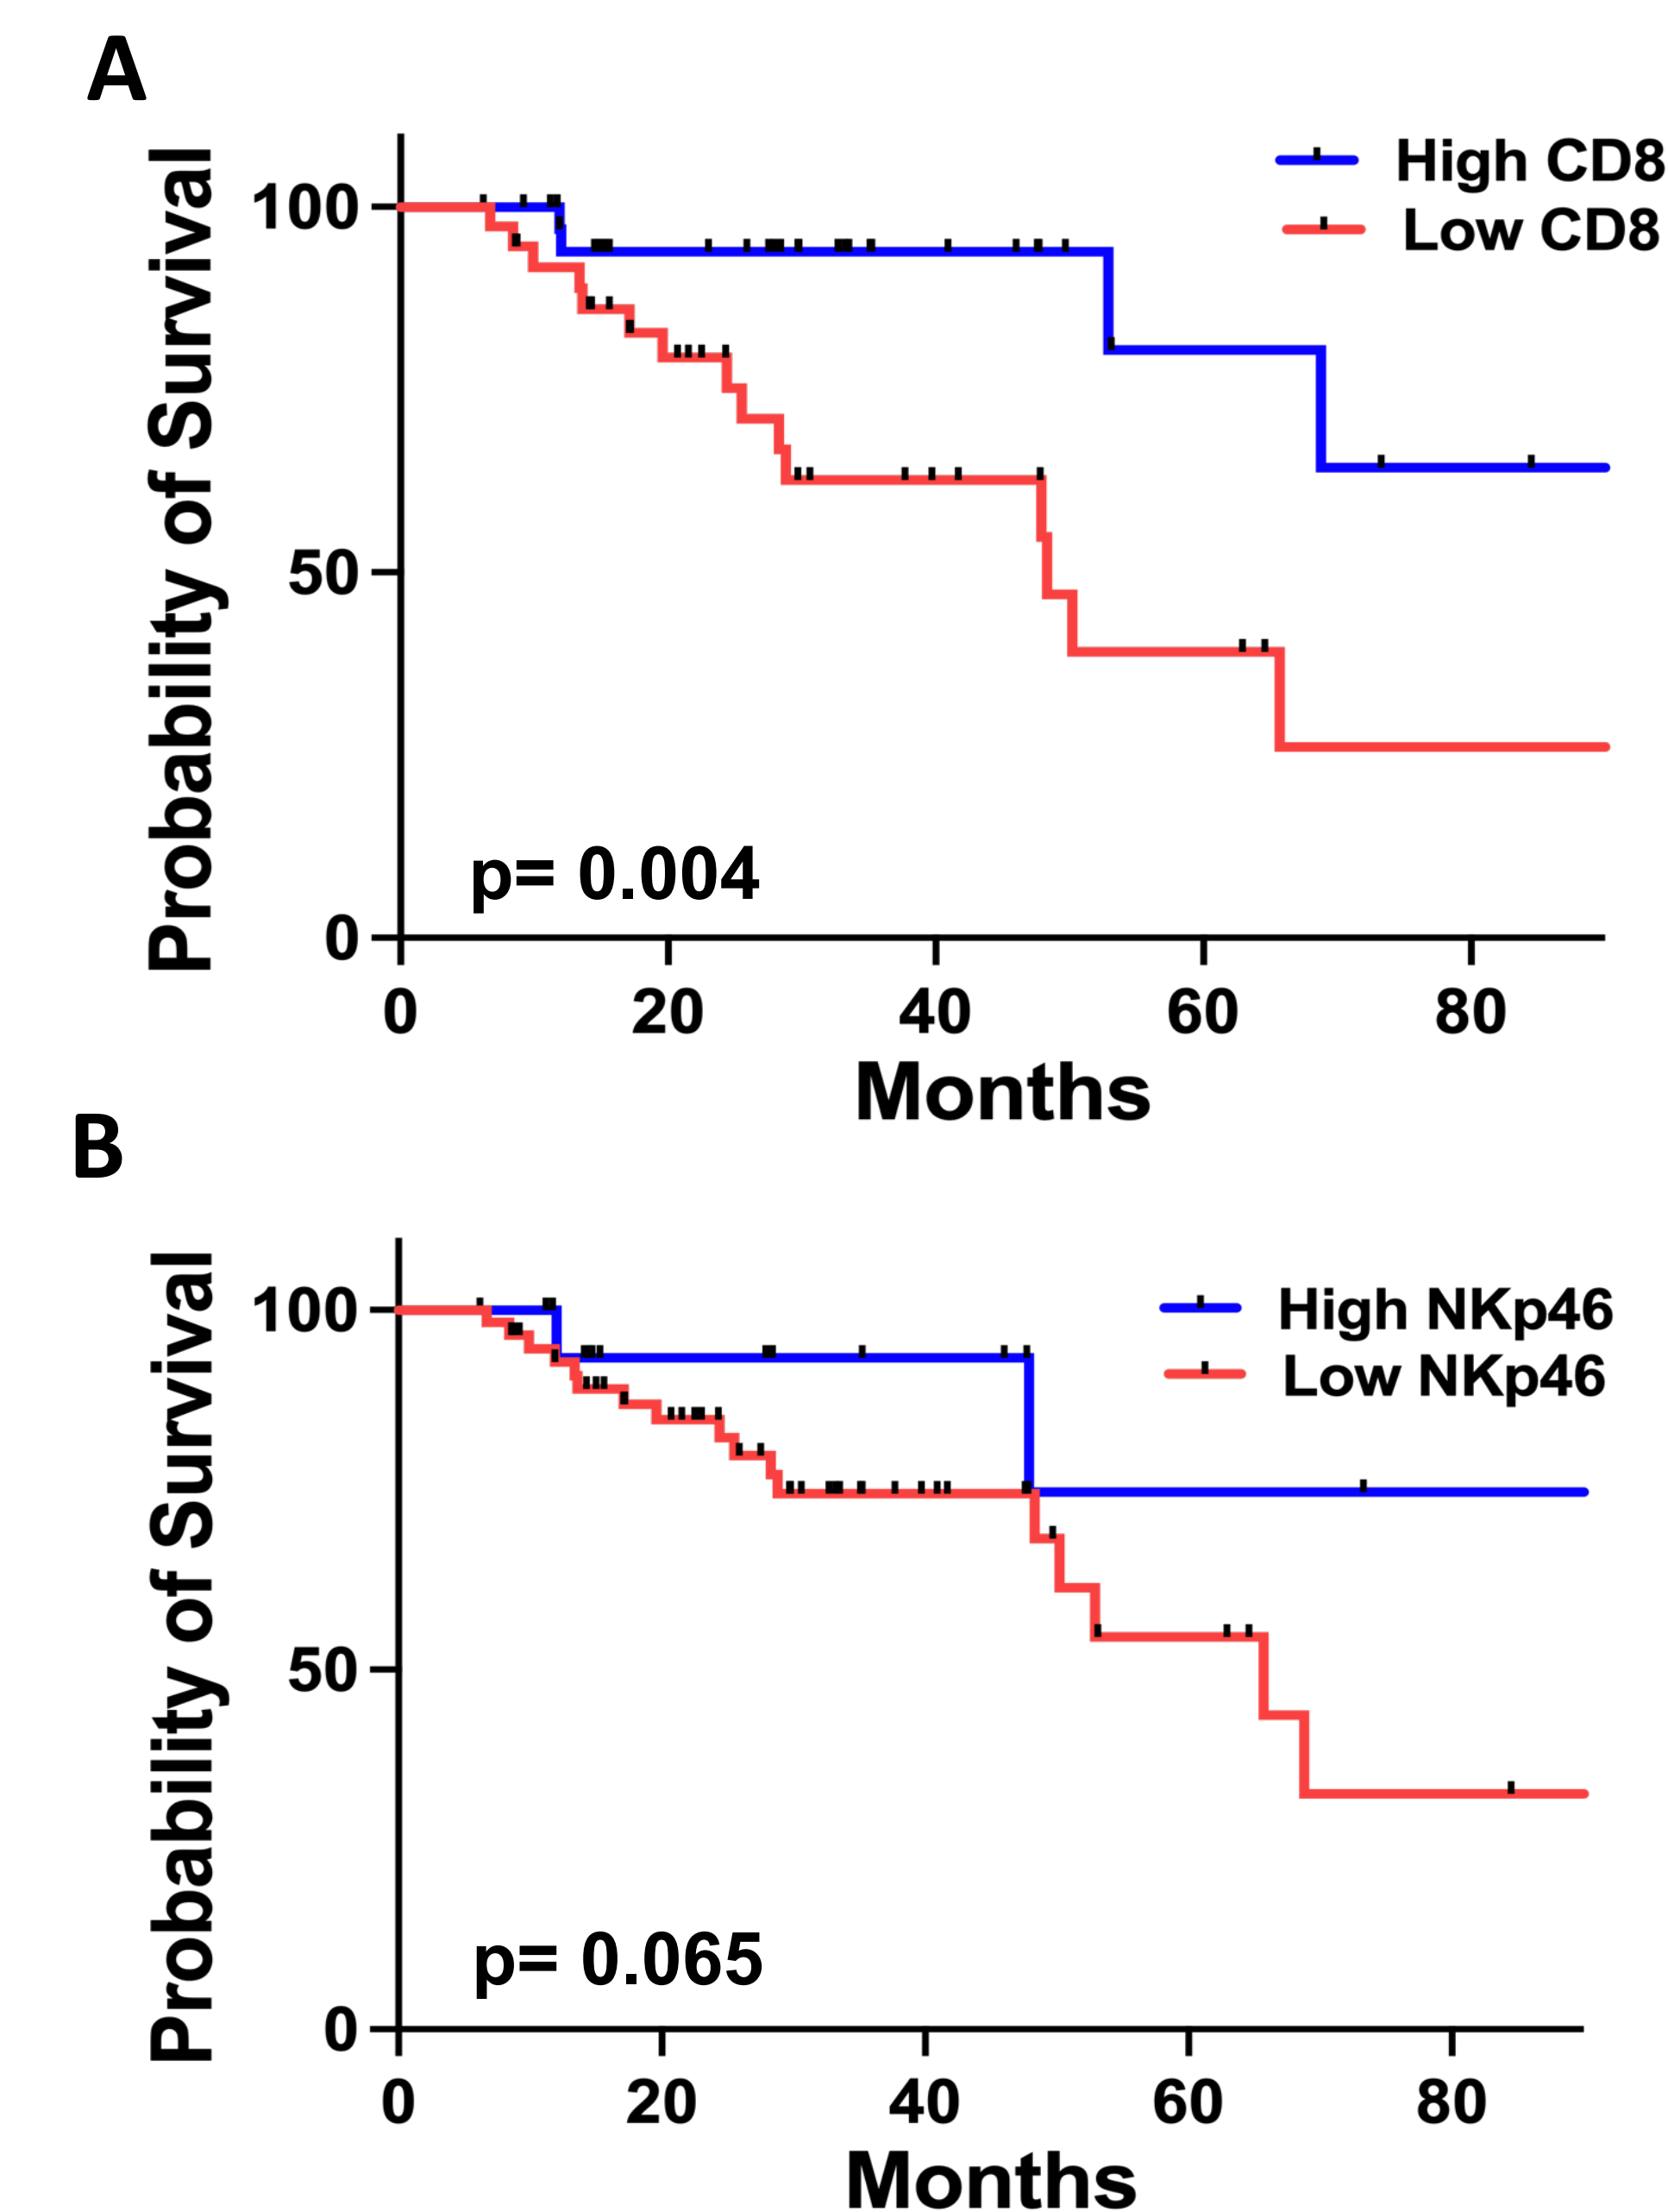 A
High CD8
Low CD8
Probability of Survival
100
50
0
p= 0.004
0 20 40 60 80
Months
B
High NKp46
Low NKp46
Probability of Survival
100
50
0
p= 0.065
0 20 40 60 80
Months